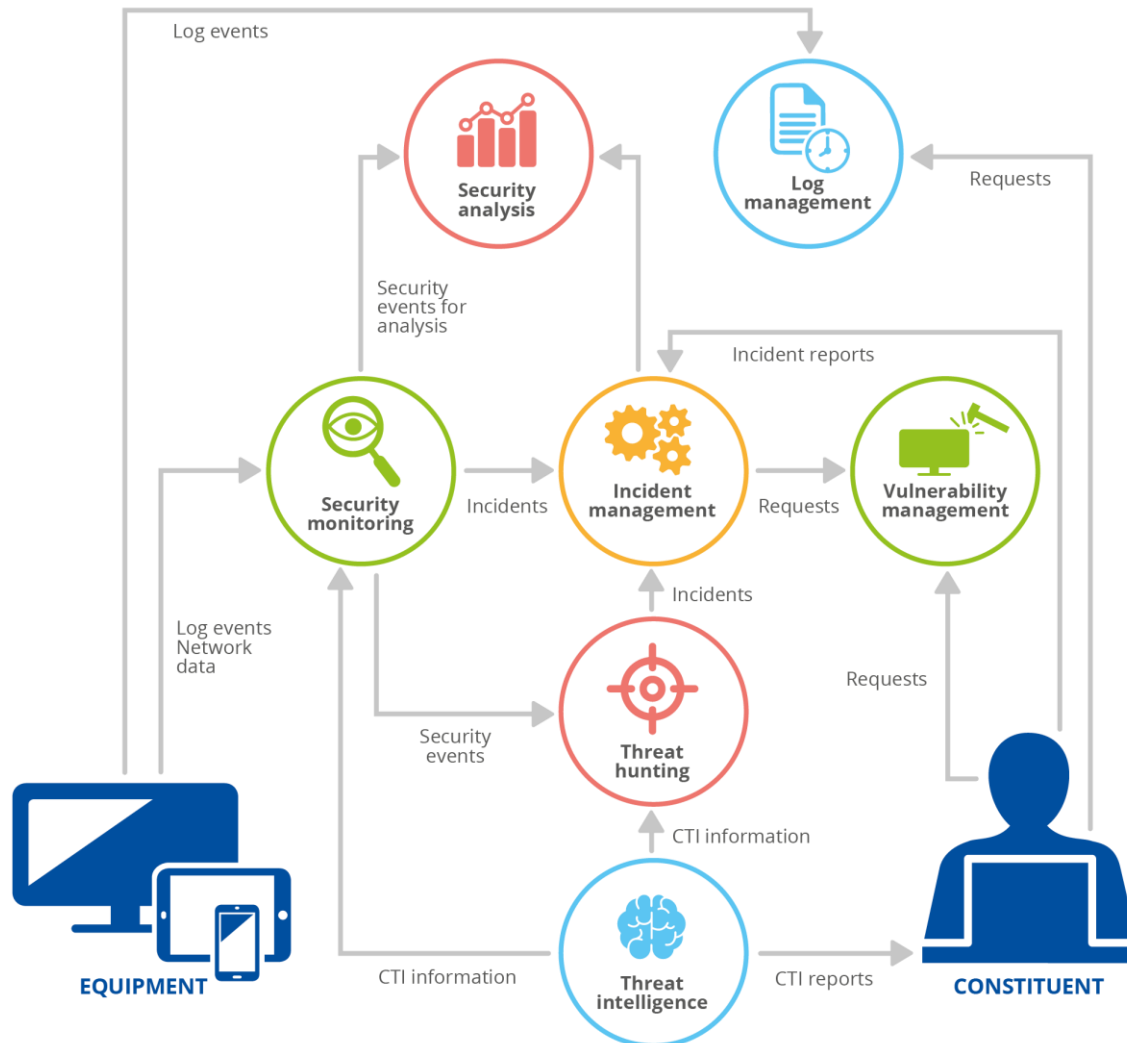 Log events
Security
analysis
Log
management
Requests
Security
events for
analysis
Incident reports
Security
monitoring
Incidents
Incident
management
Requests
Vulnerability
management
Incidents
Log events
Network
data
Requests
Security
events
Threat
hunting
CTI information
EQUIPMENT
CTI information
Threat
intelligence
CTI reports
CONSTITUENT